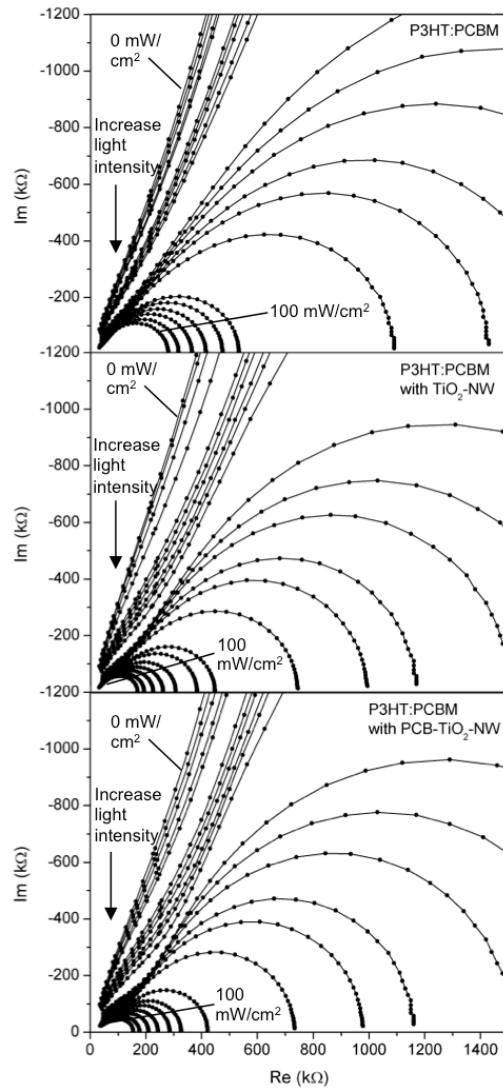 -1200
P3HT:PCBM
0 mW/
cm²
-1000
Increase
light
intensity
-800
Im (kΩ)
-600
-400
-200
100 mW/cm²
-1200
0 mW/
cm²
P3HT:PCBM
with TiO₂-NW
-1000
Increase
light
intensity
-800
Im (kΩ)
-600
-400
-200
100
mW/cm²
-1200
0 mW/
cm²
P3HT:PCBM
with PCB-TiO₂-NW
-1000
Increase
light
intensity
-800
Im (kΩ)
-600
-400
-200
100
mW/cm²
0
0 200 400 600 800 1000 1200 1400
Re (kΩ)